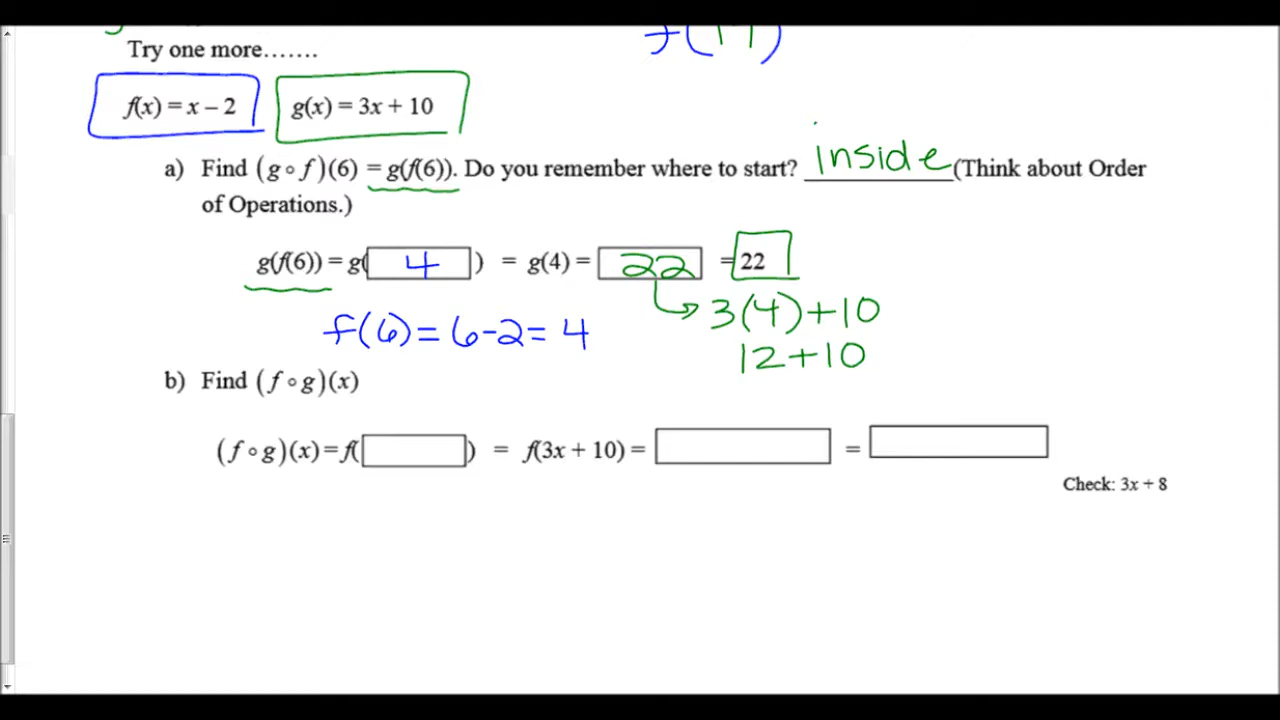 Try one more…….
f(x) = x – 2 g(x) = 3x + 10
a) Find (g∘f)(6) = g(f(6)). Do you remember where to start? inside (Think about Order
of Operations.)
g(f(6)) = g( 4 ) = g(4) = 22 = 22
3(4)+10
f(6) = 6-2 = 4
12+10
b) Find (f∘g)(x)
(f∘g)(x) = f( ) = f(3x + 10) = =
Check: 3x + 8